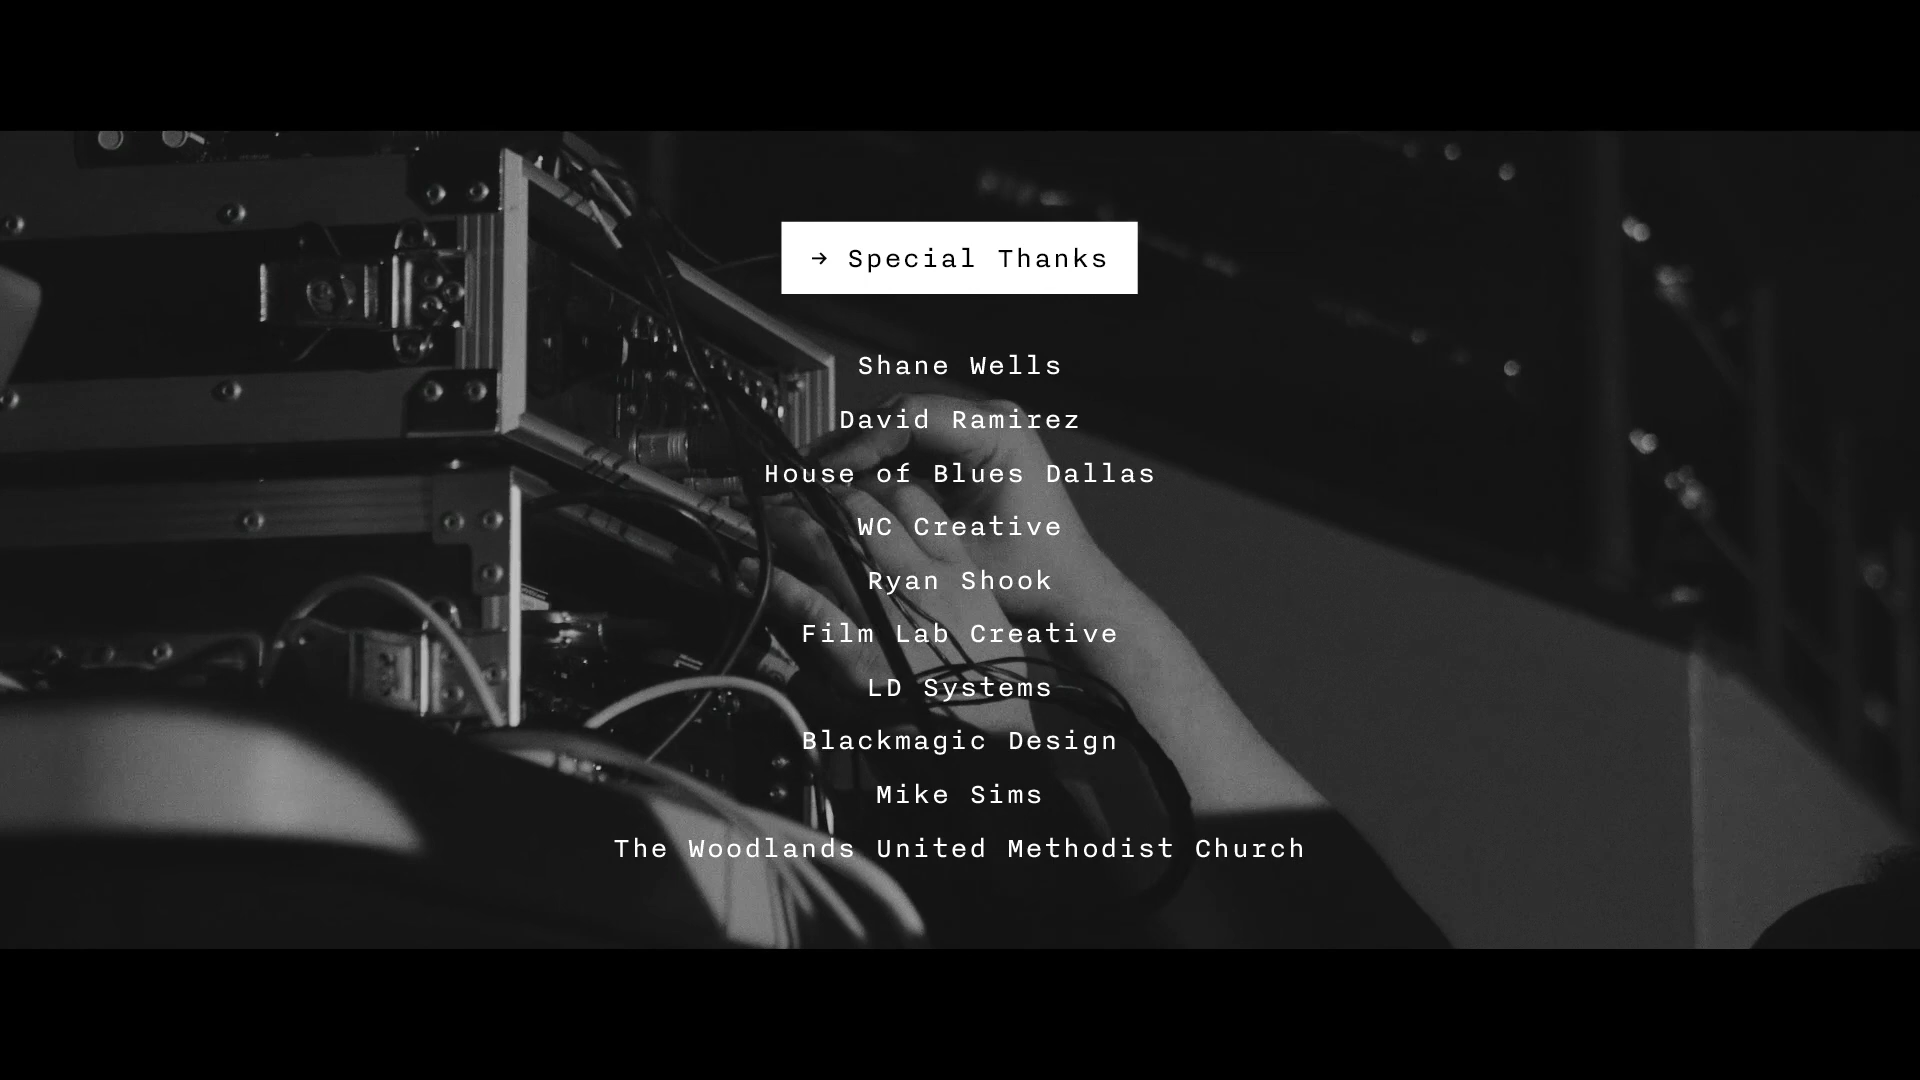 → Special Thanks
Shane Wells
David Ramirez
House of Blues Dallas
WC Creative
Ryan Shook
Film Lab Creative
LD Systems
Blackmagic Design
Mike Sims
The Woodlands United Methodist Church